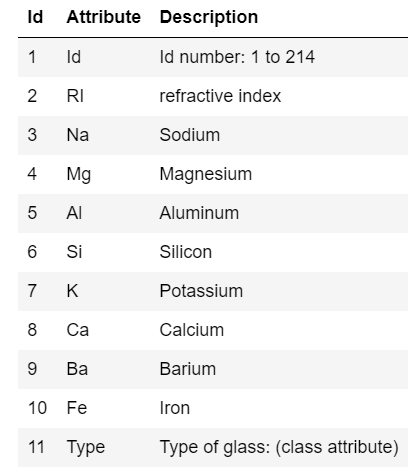 Id Attribute Description
1 Id Id number: 1 to 214
2 RI refractive index
3 Na Sodium
4 Mg Magnesium
5 Al Aluminum
6 Si Silicon
7 K Potassium
8 Ca Calcium
9 Ba Barium
10 Fe Iron
11 Type Type of glass: (class attribute)